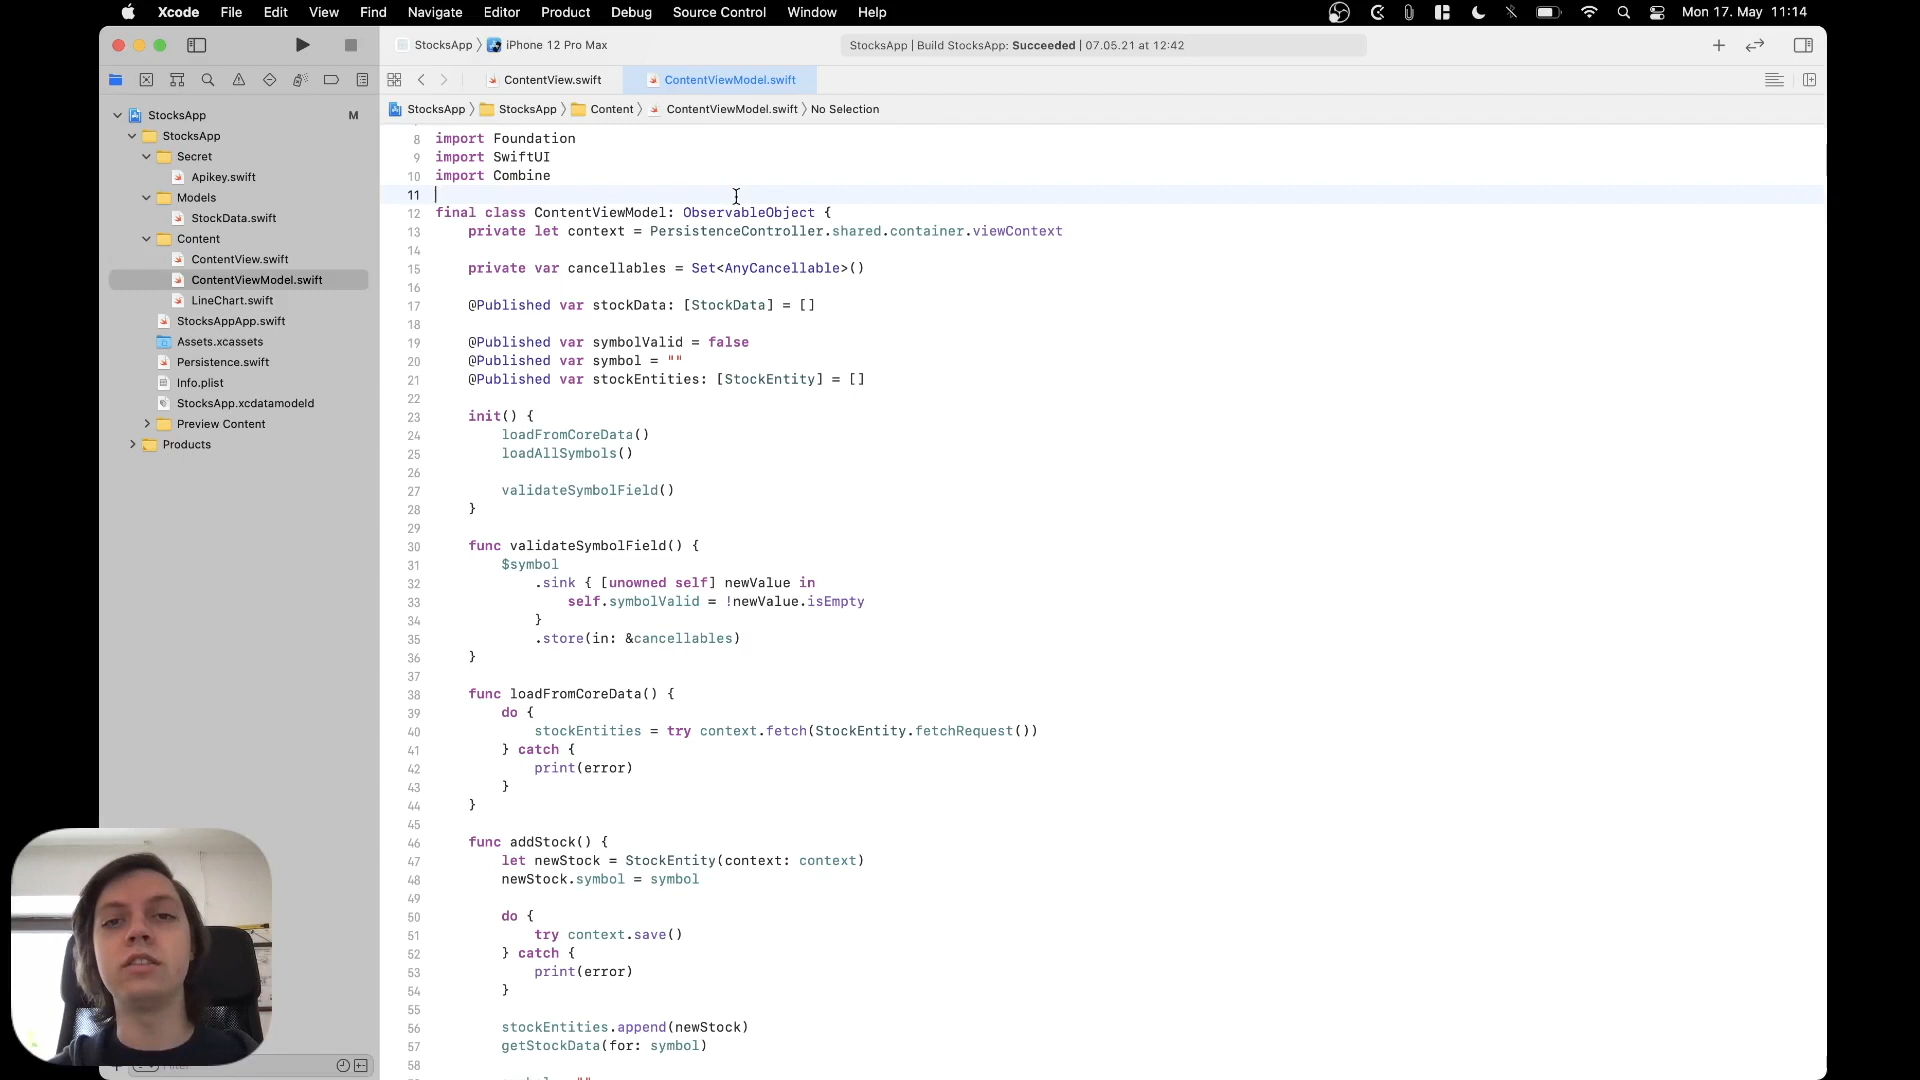 Xcode File Edit View Find Navigate Editor Product Debug Source Control Window Help
Mon 17. May 11:14
StocksApp 〉 iPhone 12 Pro Max
StocksApp | Build StocksApp: Succeeded | 07.05.21 at 12:42
ContentView.swift
ContentViewModel.swift
StocksApp 〉 StocksApp 〉 Content 〉 ContentViewModel.swift 〉 No Selection
StocksApp M
StocksApp
Secret
Apikey.swift
Models
StockData.swift
Content
ContentView.swift
ContentViewModel.swift
LineChart.swift
StocksAppApp.swift
Assets.xcassets
Persistence.swift
Info.plist
StocksApp.xcdatamodeld
Preview Content
Products
8 import Foundation
9 import SwiftUI
10 import Combine
11
12 final class ContentViewModel: ObservableObject {
13 private let context = PersistenceController.shared.container.viewContext
14
15 private var cancellables = Set<AnyCancellable>()
16
17 @Published var stockData: [StockData] = []
18
19 @Published var symbolValid = false
20 @Published var symbol = ""
21 @Published var stockEntities: [StockEntity] = []
22
23 init() {
24 loadFromCoreData()
25 loadAllSymbols()
26
27 validateSymbolField()
28 }
29
30 func validateSymbolField() {
31 $symbol
32 .sink { [unowned self] newValue in
33 self.symbolValid = !newValue.isEmpty
34 }
35 .store(in: &cancellables)
36 }
37
38 func loadFromCoreData() {
39 do {
40 stockEntities = try context.fetch(StockEntity.fetchRequest())
41 } catch {
42 print(error)
43 }
44 }
45
46 func addStock() {
47 let newStock = StockEntity(context: context)
48 newStock.symbol = symbol
49
50 do {
51 try context.save()
52 } catch {
53 print(error)
54 }
55
56 stockEntities.append(newStock)
57 getStockData(for: symbol)
58